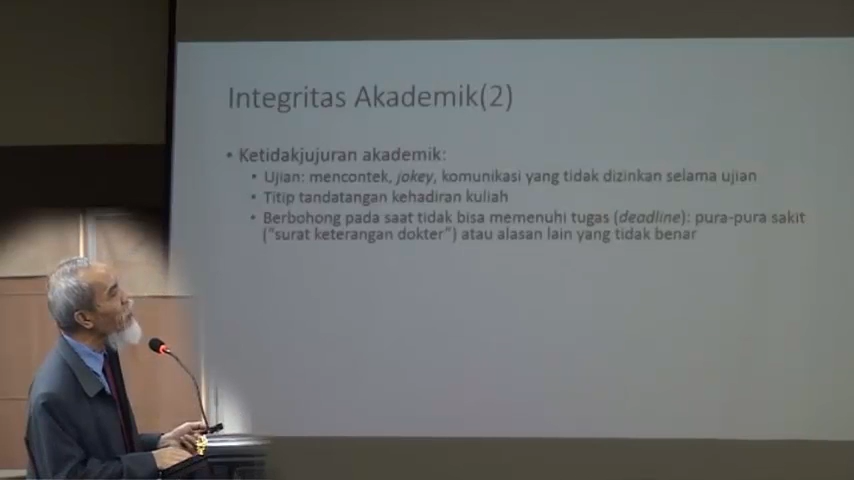 Integritas Akademik(2)
• Ketidakjujuran akademik:
• Ujian: mencontek, jokey, komunikasi yang tidak dizinkan selama ujian
• Titip tandatangan kehadiran kuliah
• Berbohong pada saat tidak bisa memenuhi tugas (deadline): pura-pura sakit
("surat keterangan dokter") atau alasan lain yang tidak benar